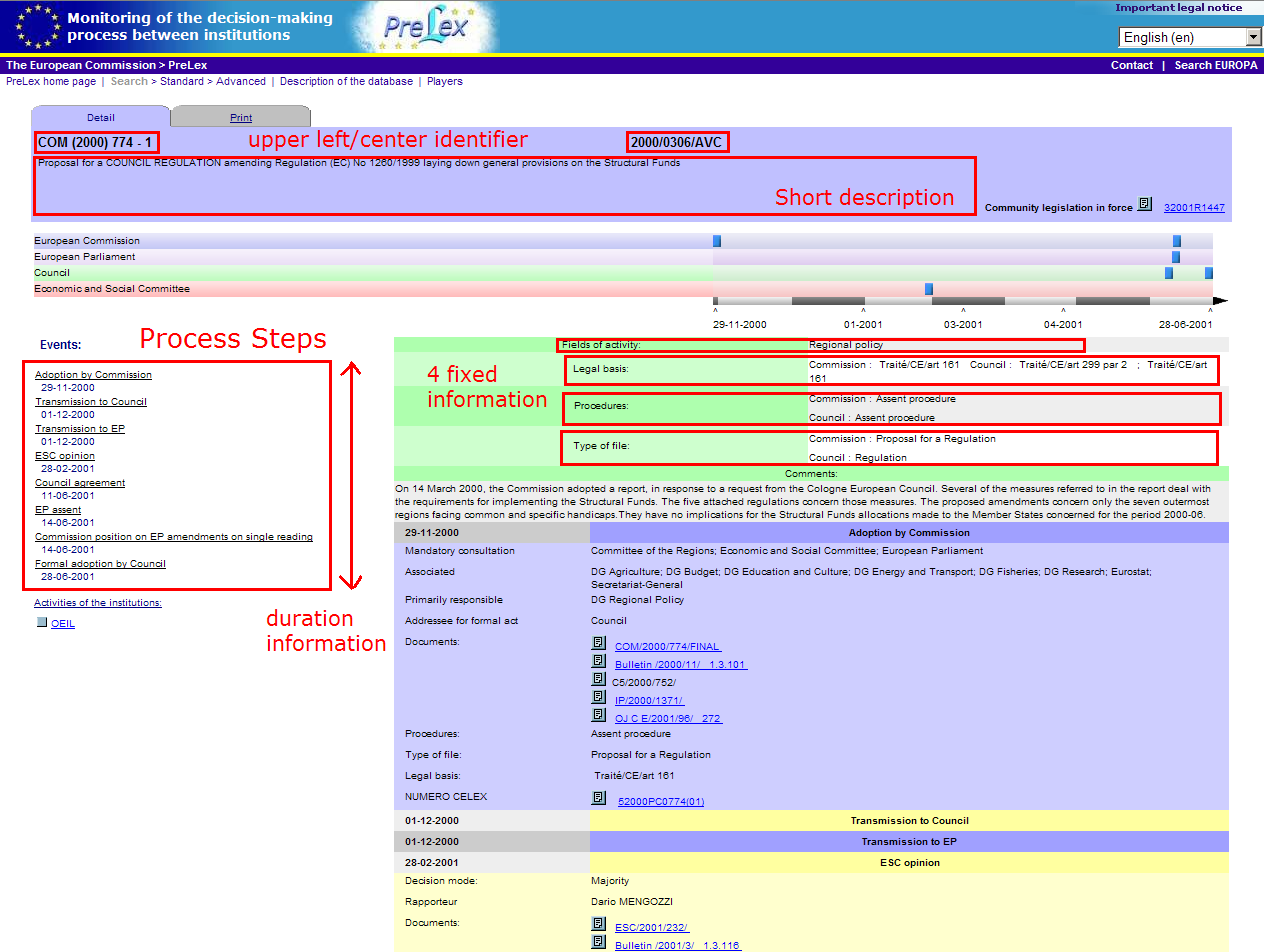 Important legal notice
Monitoring of the decision-making
process between institutions
PreLex
English (en)
The European Commission > PreLex
Contact | Search EUROPA
PreLex home page | Search > Standard > Advanced | Description of the database | Players
Detail
Print
COM (2000) 774 - 1
upper left/center identifier
2000/0306/AVC
Proposal for a COUNCIL REGULATION amending Regulation (EC) No 1260/1999 laying down general provisions on the Structural Funds
Short description
Community legislation in force
32001R1447
European Commission
European Parliament
Council
Economic and Social Committee
^ ^ ^ ^ ^
29-11-2000 01-2001 03-2001 04-2001 28-06-2001
Process Steps
Events:
Adoption by Commission
29-11-2000
Transmission to Council
01-12-2000
Transmission to EP
01-12-2000
ESC opinion
28-02-2001
Council agreement
11-06-2001
EP assent
14-06-2001
Commission position on EP amendments on single reading
14-06-2001
Formal adoption by Council
28-06-2001
Activities of the institutions:
OEIL
duration
information
4 fixed
information
Fields of activity: Regional policy
Legal basis: Commission : Traité/CE/art 161 Council : Traité/CE/art 299 par 2 ; Traité/CE/art
161
Procedures: Commission : Assent procedure
Council : Assent procedure
Type of file: Commission : Proposal for a Regulation
Council : Regulation
Comments:
On 14 March 2000, the Commission adopted a report, in response to a request from the Cologne European Council. Several of the measures referred to in the report deal with
the requirements for implementing the Structural Funds. The five attached regulations concern those measures. The proposed amendments concern only the seven outermost
regions facing common and specific handicaps.They have no implications for the Structural Funds allocations made to the Member States concerned for the period 2000-06.
29-11-2000 Adoption by Commission
Mandatory consultation Committee of the Regions; Economic and Social Committee; European Parliament
Associated DG Agriculture; DG Budget; DG Education and Culture; DG Energy and Transport; DG Fisheries; DG Research; Eurostat;
Secretariat-General
Primarily responsible DG Regional Policy
Addressee for formal act Council
Documents: COM/2000/774/FINAL
Bulletin /2000/11/ 1.3.101
C5/2000/752/
IP/2000/1371/
OJ C E/2001/96/ 272
Procedures: Assent procedure
Type of file: Proposal for a Regulation
Legal basis: Traité/CE/art 161
NUMERO CELEX 52000PC0774(01)
01-12-2000 Transmission to Council
01-12-2000 Transmission to EP
28-02-2001 ESC opinion
Decision mode: Majority
Rapporteur Dario MENGOZZI
Documents: ESC/2001/232/
Bulletin /2001/3/ 1.3.116